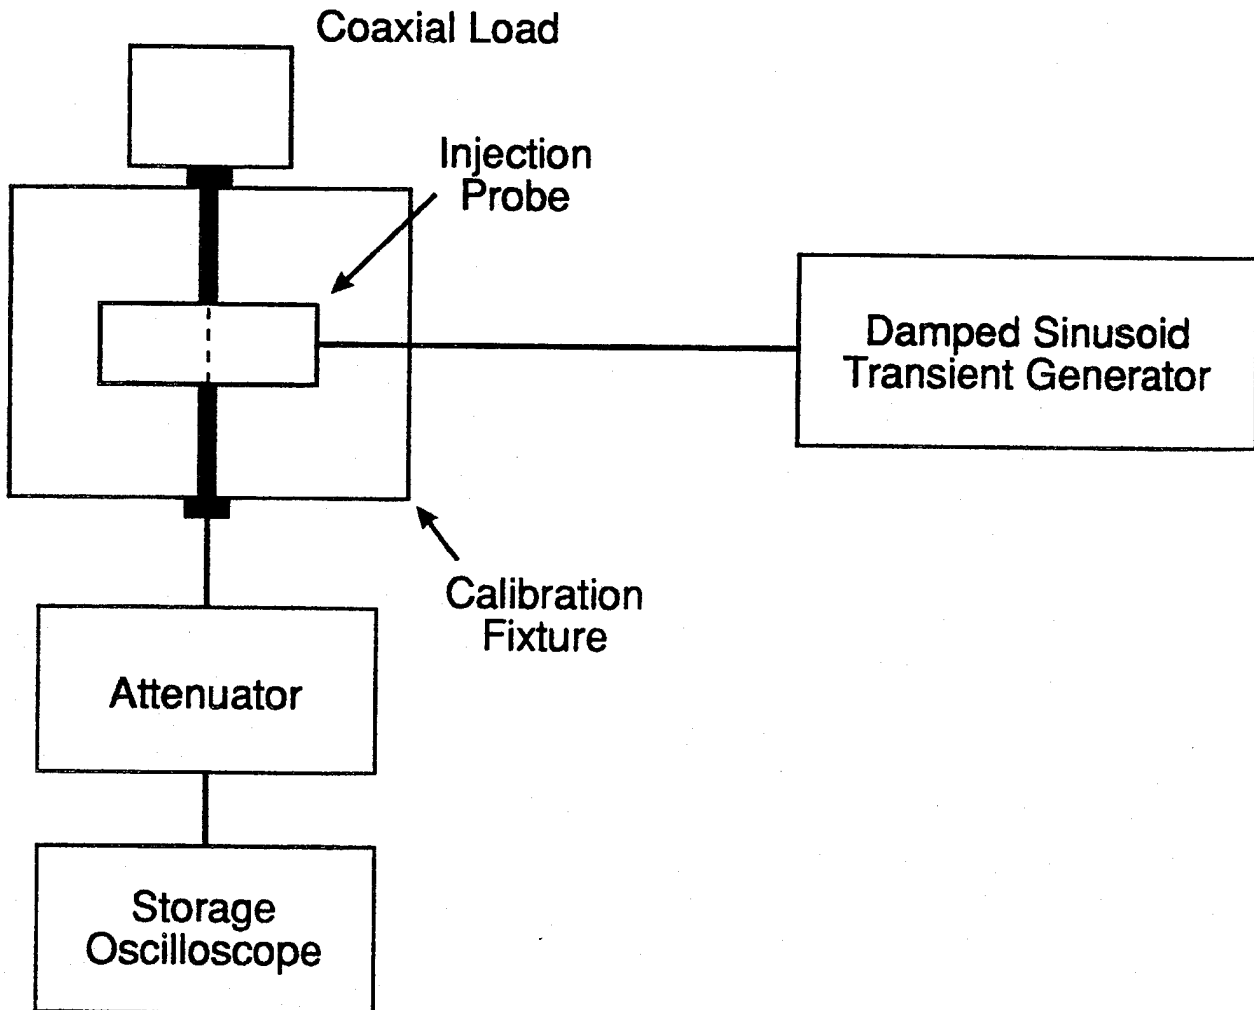 Coaxial Load
Injection
Probe
Damped Sinusoid
Transient Generator
Calibration
Fixture
Attenuator
Storage
Oscilloscope